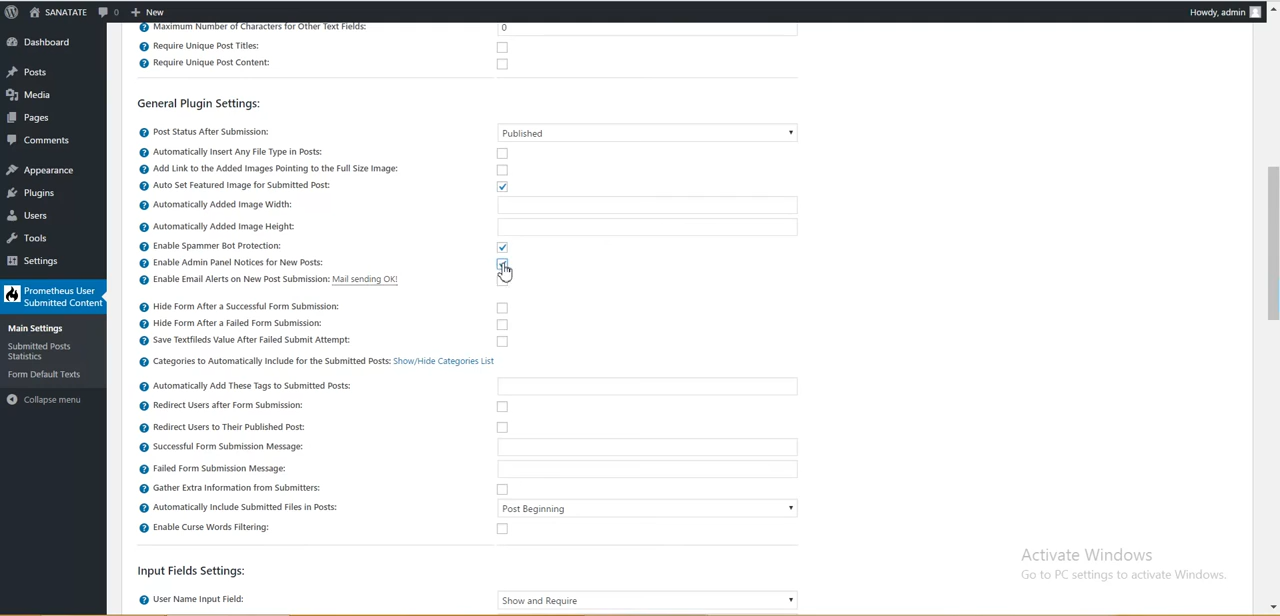 SANATATE 0 New Howdy, admin
Dashboard
Posts
Media
Pages
Comments
Appearance
Plugins
Users
Tools
Settings
Prometheus User
Submitted Content
Main Settings
Submitted Posts
Statistics
Form Default Texts
Collapse menu
Maximum Number of Characters for Other Text Fields: 0
Require Unique Post Titles:
Require Unique Post Content:
General Plugin Settings:
Post Status After Submission: Published
Automatically Insert Any File Type in Posts:
Add Link to the Added Images Pointing to the Full Size Image:
Auto Set Featured Image for Submitted Post:
Automatically Added Image Width:
Automatically Added Image Height:
Enable Spammer Bot Protection:
Enable Admin Panel Notices for New Posts:
Enable Email Alerts on New Post Submission: Mail sending OK!
Hide Form After a Successful Form Submission:
Hide Form After a Failed Form Submission:
Save Textfileds Value After Failed Submit Attempt:
Categories to Automatically Include for the Submitted Posts: Show/Hide Categories List
Automatically Add These Tags to Submitted Posts:
Redirect Users after Form Submission:
Redirect Users to Their Published Post:
Successful Form Submission Message:
Failed Form Submission Message:
Gather Extra Information from Submitters:
Automatically Include Submitted Files in Posts: Post Beginning
Enable Curse Words Filtering:
Input Fields Settings:
User Name Input Field: Show and Require
Activate Windows
Go to PC settings to activate Windows.